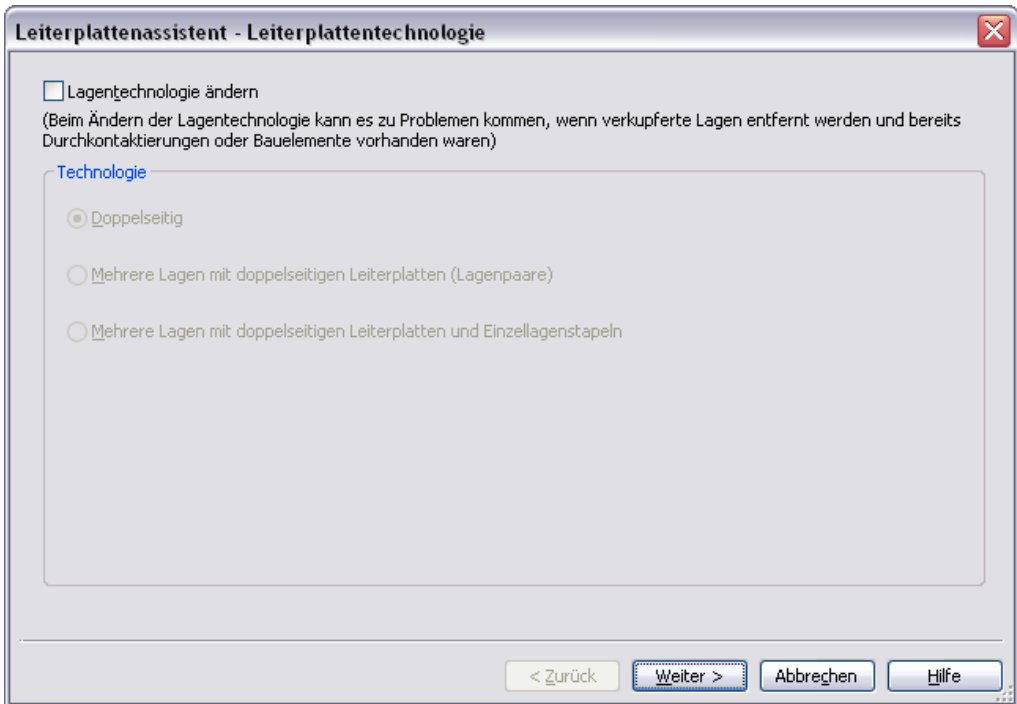 Leiterplattenassistent - Leiterplattentechnologie
Lagentechnologie ändern
(Beim Ändern der Lagentechnologie kann es zu Problemen kommen, wenn verkupferte Lagen entfernt werden und bereits
Durchkontaktierungen oder Bauelemente vorhanden waren)
Technologie
Doppelseitig
Mehrere Lagen mit doppelseitigen Leiterplatten (Lagenpaare)
Mehrere Lagen mit doppelseitigen Leiterplatten und Einzellagenstapeln
< Zurück Weiter > Abbrechen Hilfe